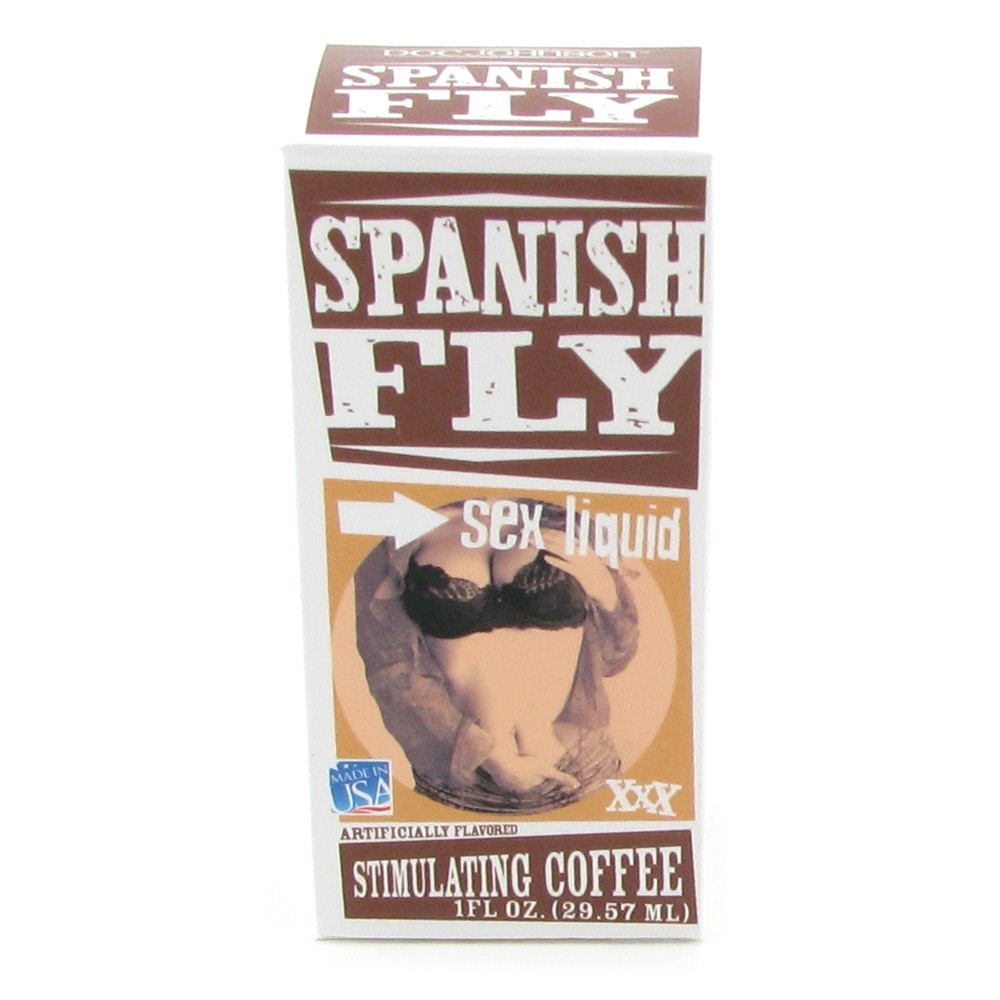 DOC JOHNSON™
SPANISH
FLY
SPANISH
FLY
sex liquid
MADE IN
USA
XXX
ARTIFICIALLY FLAVORED
STIMULATING COFFEE
1FL OZ. (29.57 ML)